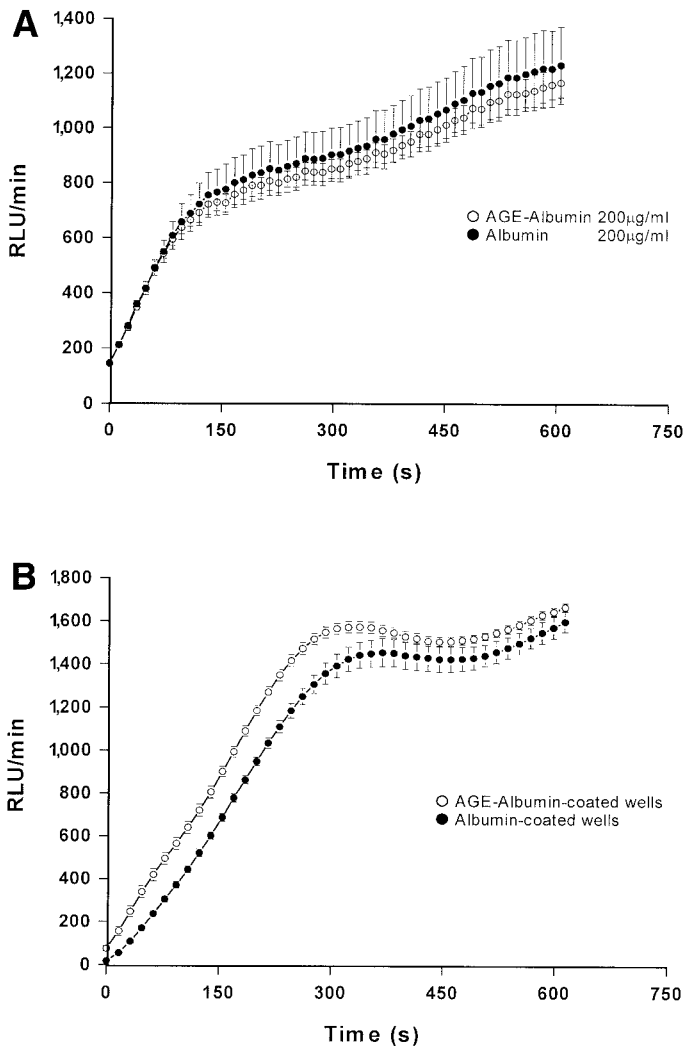 A
1,400
1,200
1,000
800
600
400
200
0
RLU/min
AGE-Albumin 200µg/ml
Albumin 200µg/ml
0 150 300 450 600 750
Time (s)
B
1,800
1,600
1,400
1,200
1,000
800
600
400
200
0
RLU/min
AGE-Albumin-coated wells
Albumin-coated wells
0 150 300 450 600 750
Time (s)